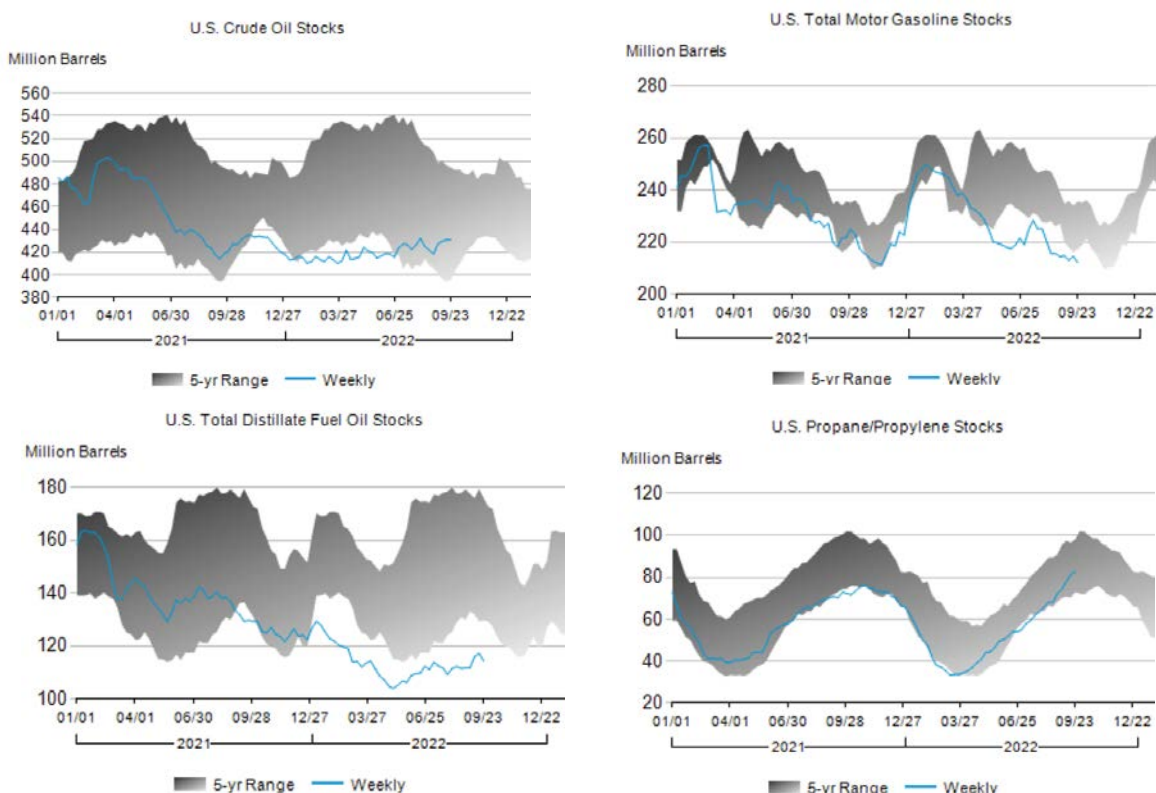 U.S. Crude Oil Stocks
Million Barrels
560
540
520
500
480
460
440
420
400
380
01/01 04/01 06/30 09/28 12/27 03/27 06/25 09/23 12/22
2021 2022
5-yr Range Weekly
U.S. Total Motor Gasoline Stocks
Million Barrels
280
260
240
220
200
01/01 04/01 06/30 09/28 12/27 03/27 06/26 09/23 12/22
2021 2022
5-yr Range Weekly
U.S. Total Distillate Fuel Oil Stocks
Million Barrels
180
160
140
120
100
01/01 04/01 06/30 09/28 12/27 03/27 06/25 09/23 12/22
2021 2022
5-yr Range Weekly
U.S. Propane/Propylene Stocks
Million Barrels
120
100
80
60
40
20
01/01 04/01 06/30 09/28 12/27 03/27 06/25 09/23 12/22
2021 2022
5-yr Range Weekly